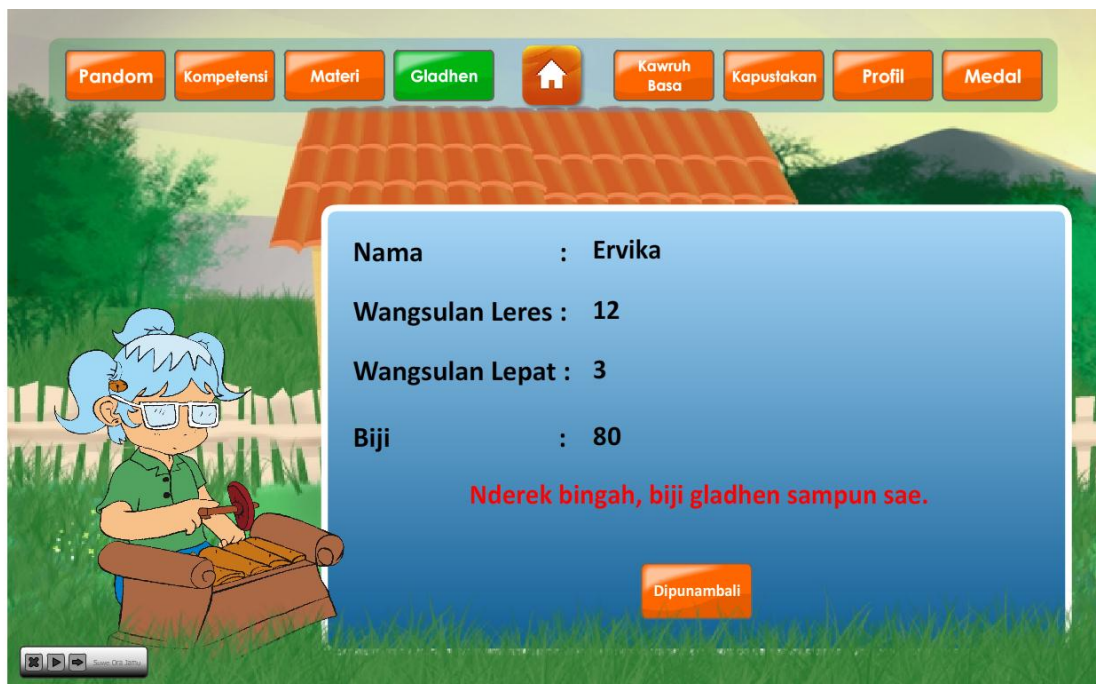 Pandom
Kompetensi
Materi
Gladhen
Kawruh
Basa
Kapustakan
Profil
Medal
Nama : Ervika
Wangsulan Leres : 12
Wangsulan Lepat : 3
Biji : 80
Nderek bingah, biji gladhen sampun sae.
Dipunambali